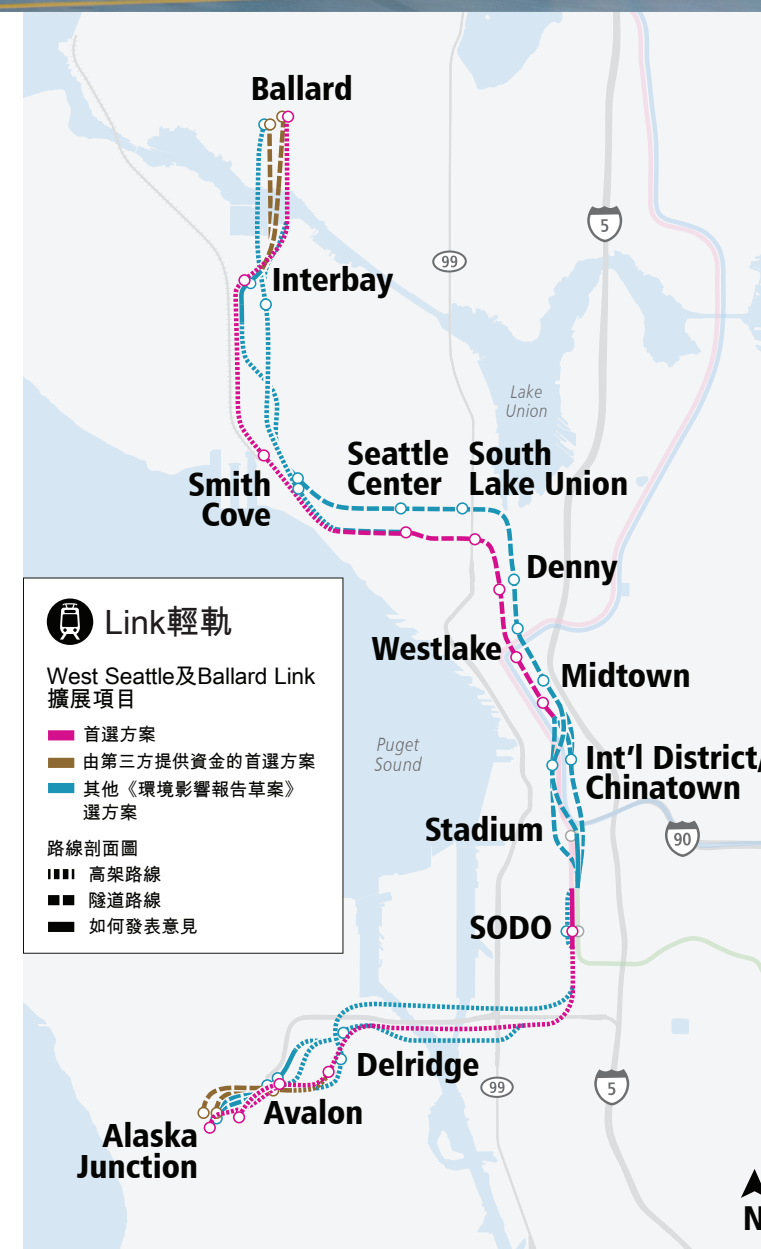 Ballard
5
99
Interbay
Lake
Union
Seattle
Center
South
Lake Union
Smith
Cove
Denny
Westlake
Midtown
Puget
Sound
Int'l District/
Chinatown
Stadium
90
SODO
Delridge
99
5
Avalon
Alaska
Junction
N
Link輕軌
West Seattle及Ballard Link
擴展項目
首選方案
由第三方提供資金的首選方案
其他《環境影響報告草案》
選方案
路線剖面圖
高架路線
隧道路線
如何發表意見